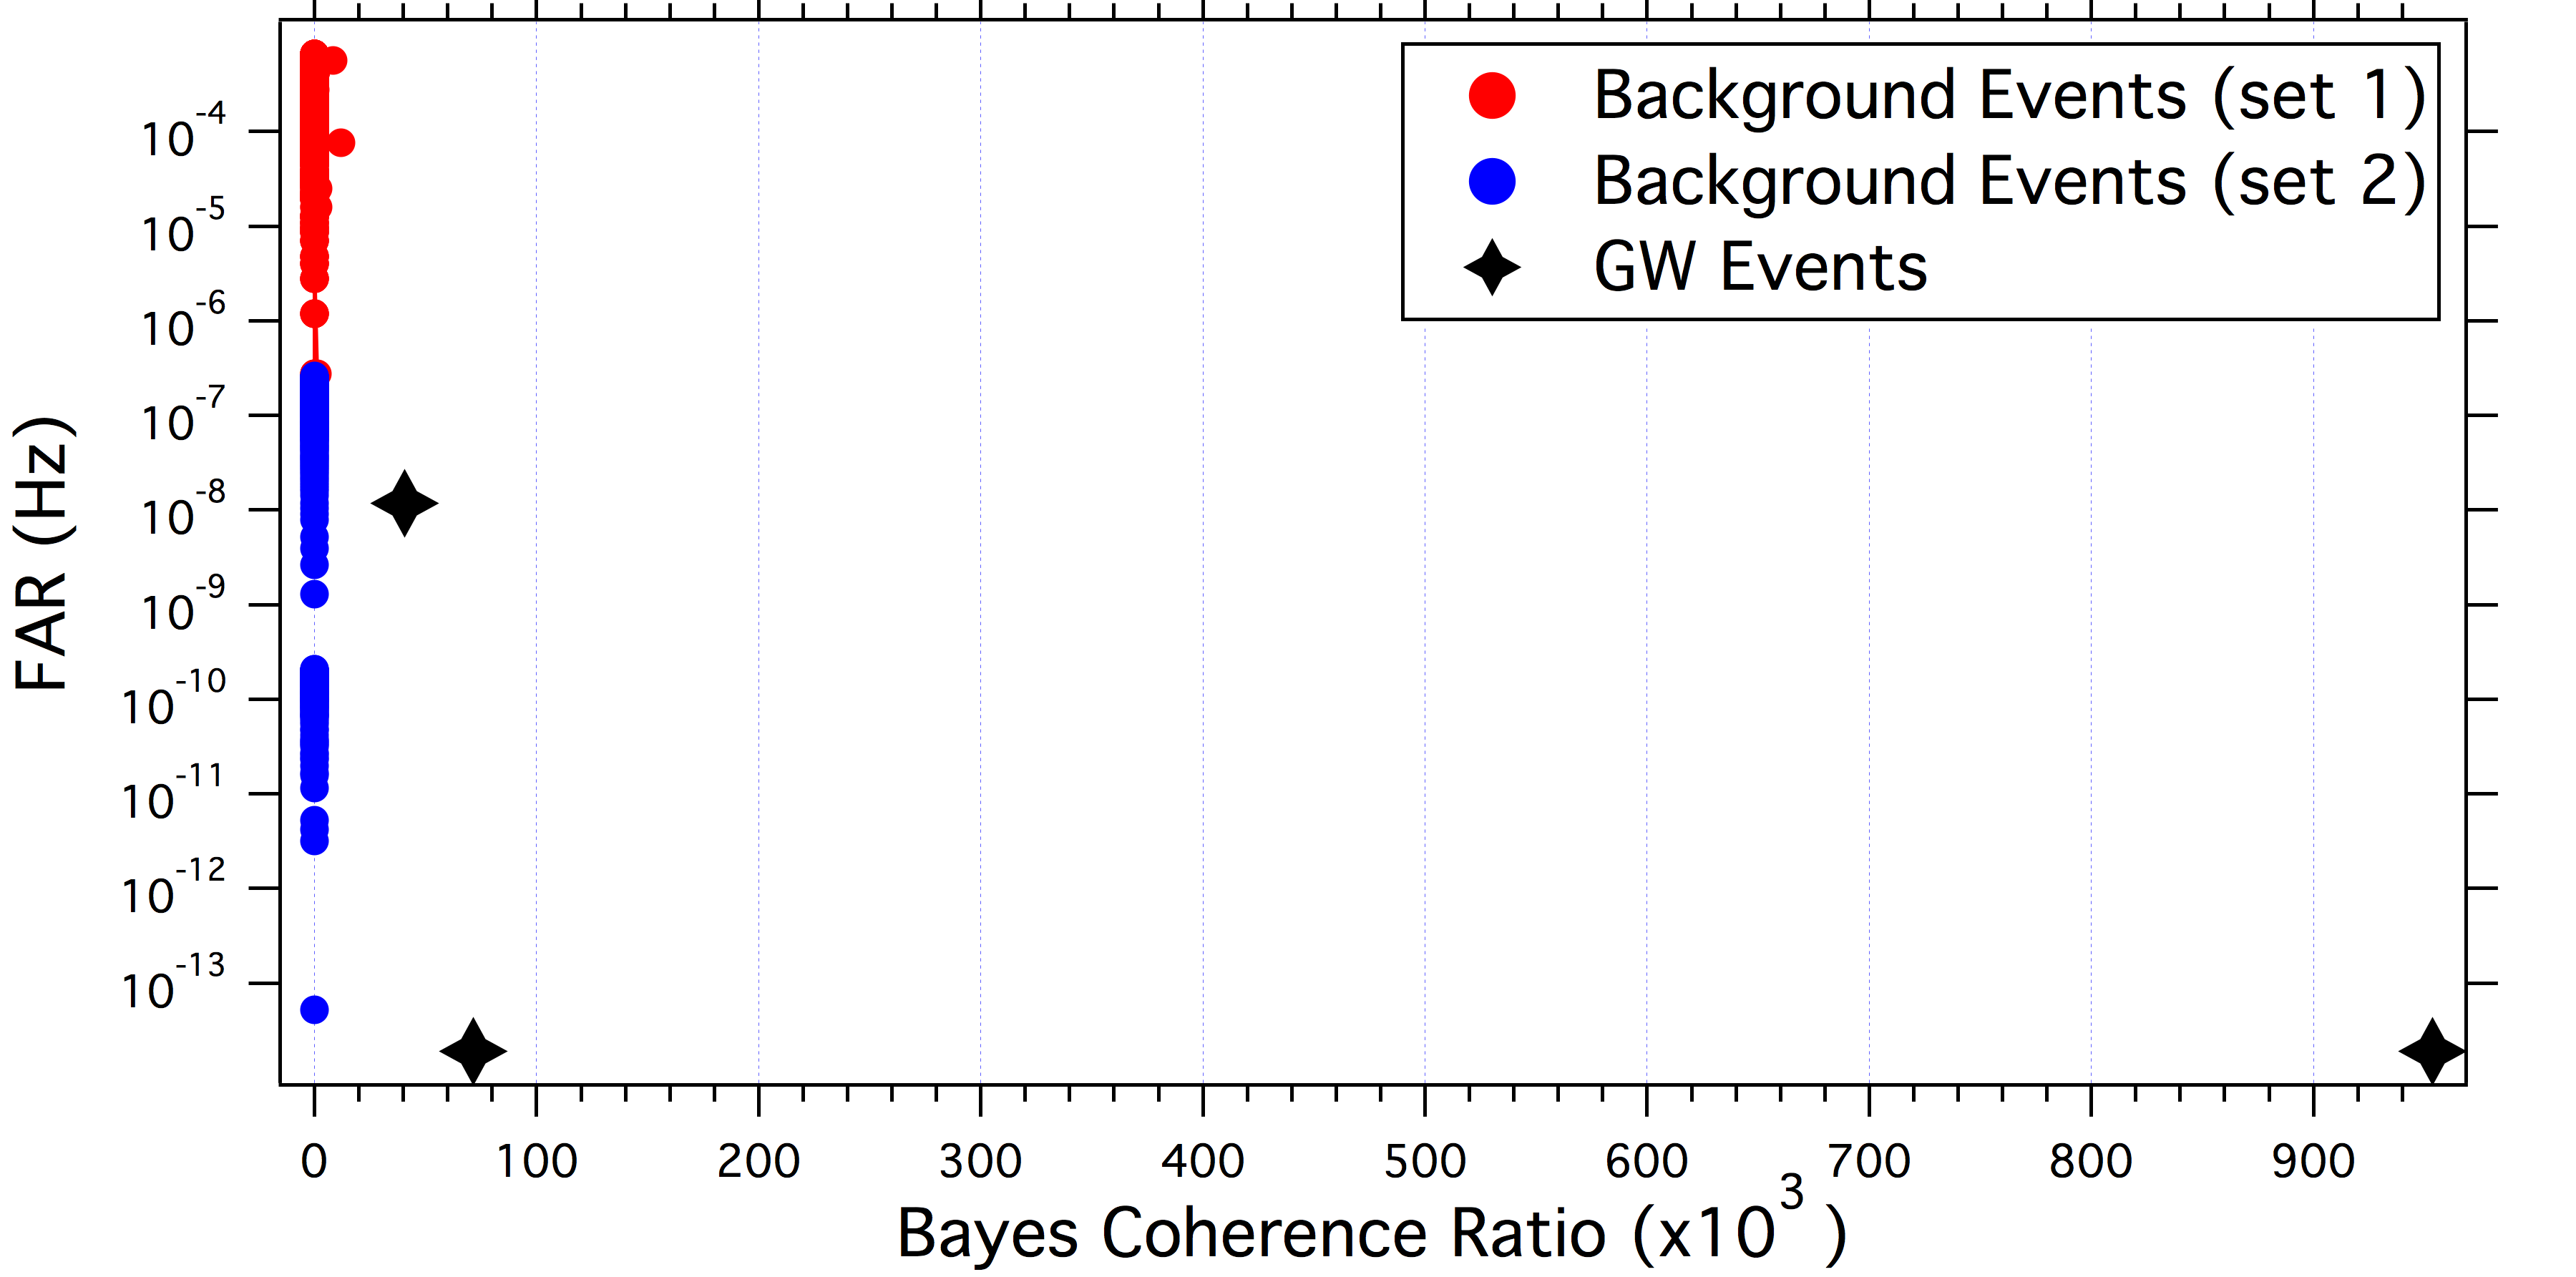 Background Events (set 1)
Background Events (set 2)
GW Events
FAR (Hz)
10^-4
10^-5
10^-6
10^-7
10^-8
10^-9
10^-10
10^-11
10^-12
10^-13
0 100 200 300 400 500 600 700 800 900
Bayes Coherence Ratio (x10^3 )